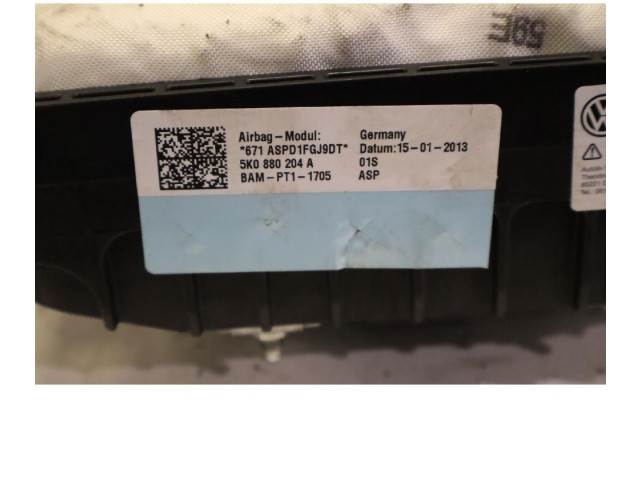 Airbag-Modul: Germany
*671 ASPD1FGJ9DT* Datum:15-01-2013
5K0 880 204 A 01S
BAM-PT1-1705 ASP